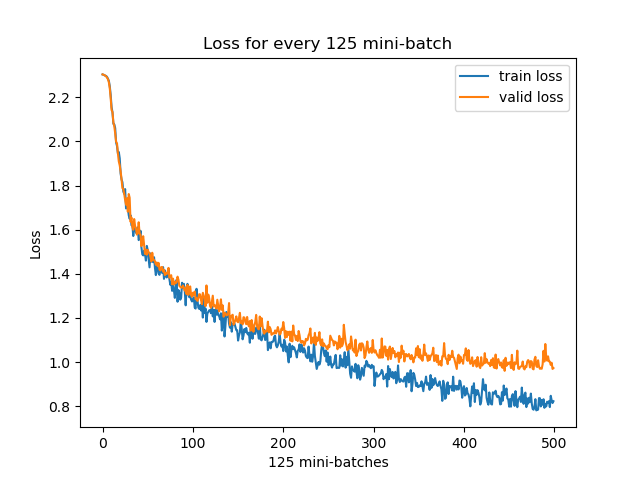 Loss for every 125 mini-batch
train loss
valid loss
Loss
2.2
2.0
1.8
1.6
1.4
1.2
1.0
0.8
0
100
200
300
400
500
125 mini-batches